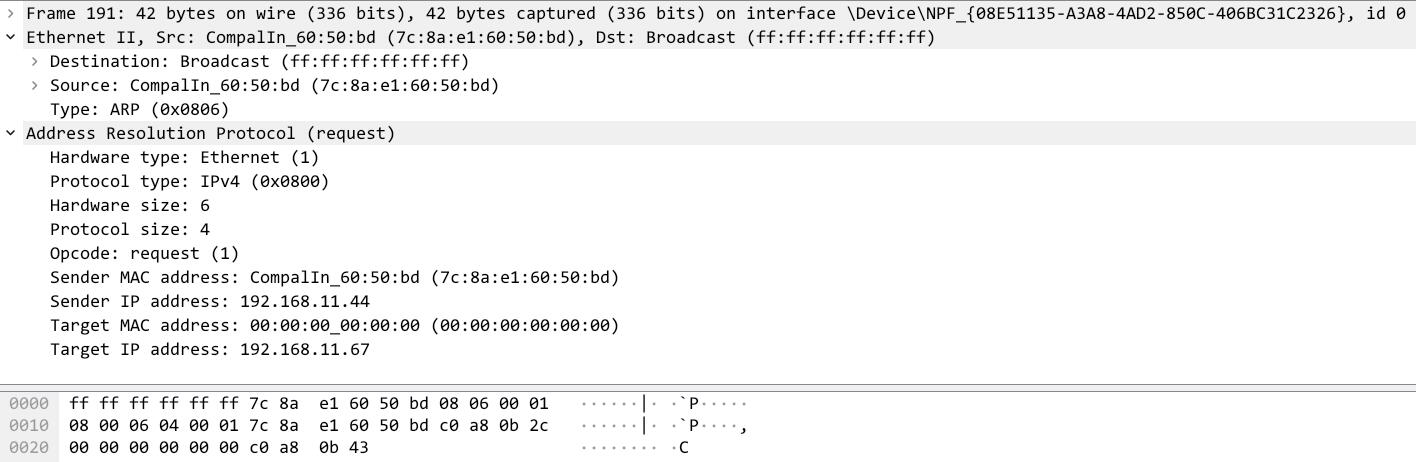 Frame 191: 42 bytes on wire (336 bits), 42 bytes captured (336 bits) on interface \Device\NPF_{08E51135-A3A8-4AD2-850C-406BC31C2326}, id 0
Ethernet II, Src: CompalIn_60:50:bd (7c:8a:e1:60:50:bd), Dst: Broadcast (ff:ff:ff:ff:ff:ff)
Destination: Broadcast (ff:ff:ff:ff:ff:ff)
Source: CompalIn_60:50:bd (7c:8a:e1:60:50:bd)
Type: ARP (0x0806)
Address Resolution Protocol (request)
Hardware type: Ethernet (1)
Protocol type: IPv4 (0x0800)
Hardware size: 6
Protocol size: 4
Opcode: request (1)
Sender MAC address: CompalIn_60:50:bd (7c:8a:e1:60:50:bd)
Sender IP address: 192.168.11.44
Target MAC address: 00:00:00_00:00:00 (00:00:00:00:00:00)
Target IP address: 192.168.11.67
0000 ff ff ff ff ff ff 7c 8a e1 60 50 bd 08 06 00 01 ······|· ·`P·····
0010 08 00 06 04 00 01 7c 8a e1 60 50 bd c0 a8 0b 2c ······|· ·`P····,
0020 00 00 00 00 00 00 c0 a8 0b 43 ········ ·C